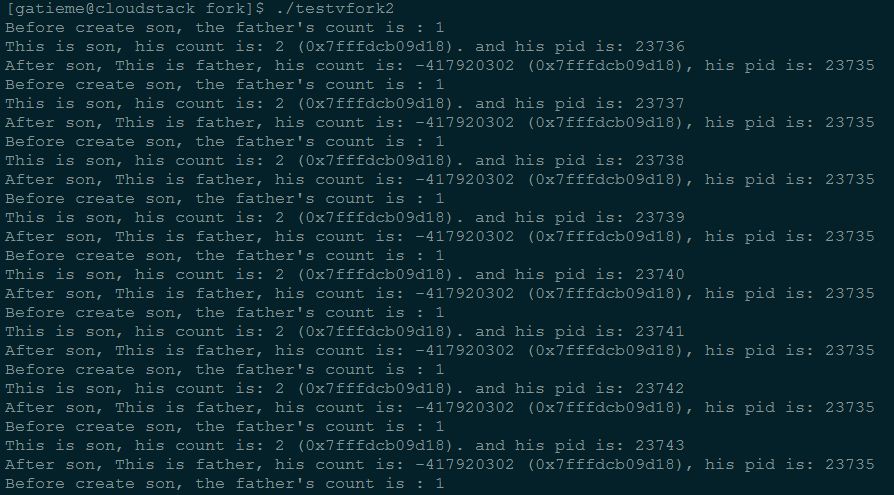 [gatieme@cloudstack fork]$ ./testvfork2
Before create son, the father's count is : 1
This is son, his count is: 2 (0x7fffdcb09d18). and his pid is: 23736
After son, This is father, his count is: -417920302 (0x7fffdcb09d18), his pid is: 23735
Before create son, the father's count is : 1
This is son, his count is: 2 (0x7fffdcb09d18). and his pid is: 23737
After son, This is father, his count is: -417920302 (0x7fffdcb09d18), his pid is: 23735
Before create son, the father's count is : 1
This is son, his count is: 2 (0x7fffdcb09d18). and his pid is: 23738
After son, This is father, his count is: -417920302 (0x7fffdcb09d18), his pid is: 23735
Before create son, the father's count is : 1
This is son, his count is: 2 (0x7fffdcb09d18). and his pid is: 23739
After son, This is father, his count is: -417920302 (0x7fffdcb09d18), his pid is: 23735
Before create son, the father's count is : 1
This is son, his count is: 2 (0x7fffdcb09d18). and his pid is: 23740
After son, This is father, his count is: -417920302 (0x7fffdcb09d18), his pid is: 23735
Before create son, the father's count is : 1
This is son, his count is: 2 (0x7fffdcb09d18). and his pid is: 23741
After son, This is father, his count is: -417920302 (0x7fffdcb09d18), his pid is: 23735
Before create son, the father's count is : 1
This is son, his count is: 2 (0x7fffdcb09d18). and his pid is: 23742
After son, This is father, his count is: -417920302 (0x7fffdcb09d18), his pid is: 23735
Before create son, the father's count is : 1
This is son, his count is: 2 (0x7fffdcb09d18). and his pid is: 23743
After son, This is father, his count is: -417920302 (0x7fffdcb09d18), his pid is: 23735
Before create son, the father's count is : 1